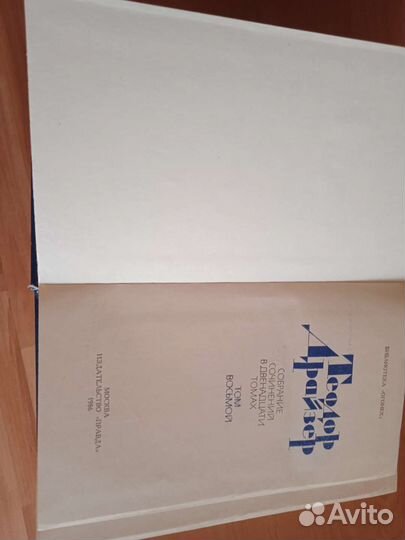 БИБЛИОТЕКА «ОГОНЕК»
Теодор
Драйзер
СОБРАНИЕ
СОЧИНЕНИЙ
В ДВЕНАДЦАТИ
ТОМАХ
ТОМ
ВОСЬМОЙ
МОСКВА
ИЗДАТЕЛЬСТВО «ПРАВДА»
1986
Avito